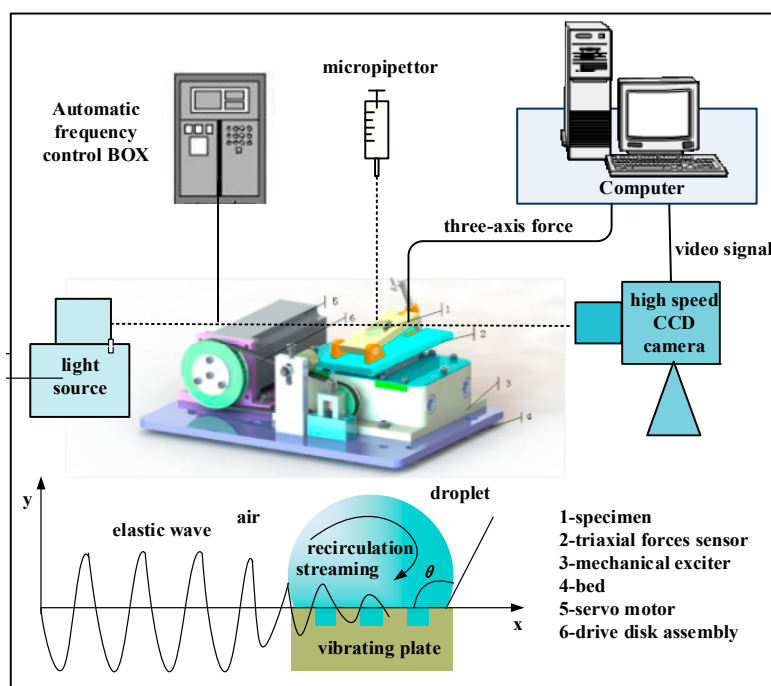 micropipettor
Automatic
frequency
control BOX
Computer
three-axis force
video signal
5
6
1
2
3
4
light
source
high speed
CCD
camera
y
elastic wave
air
droplet
recirculation
streaming
θ
x
vibrating plate
1-specimen
2-triaxial forces sensor
3-mechanical exciter
4-bed
5-servo motor
6-drive disk assembly